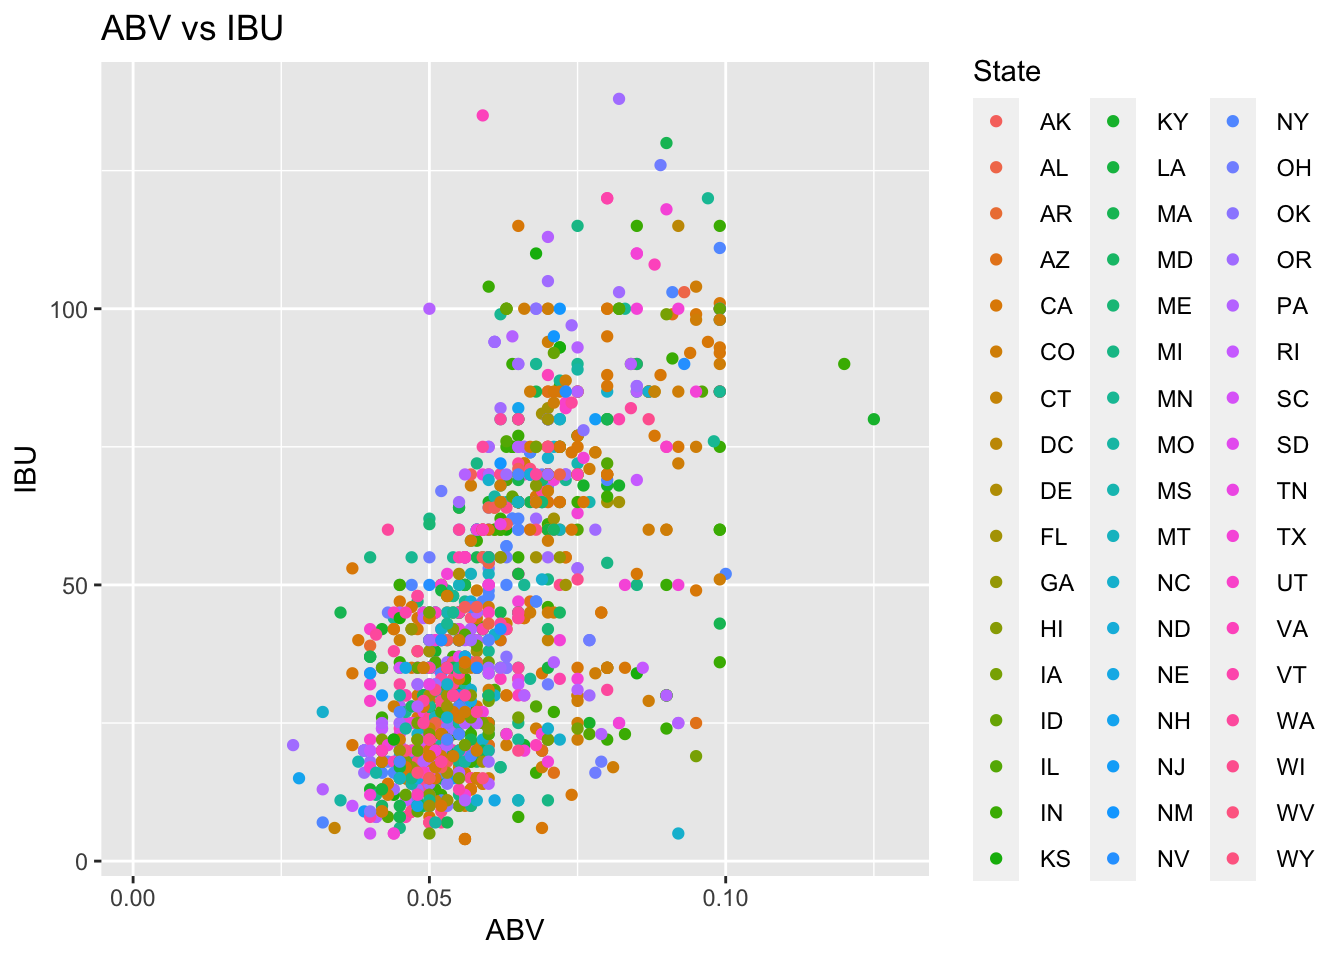 ABV vs IBU
IBU
100
50
0
0.00
0.05
0.10
ABV
State
AK
AL
AR
AZ
CA
CO
CT
DC
DE
FL
GA
HI
IA
ID
IL
IN
KS
KY
LA
MA
MD
ME
MI
MN
MO
MS
MT
NC
ND
NE
NH
NJ
NM
NV
NY
OH
OK
OR
PA
RI
SC
SD
TN
TX
UT
VA
VT
WA
WI
WV
WY